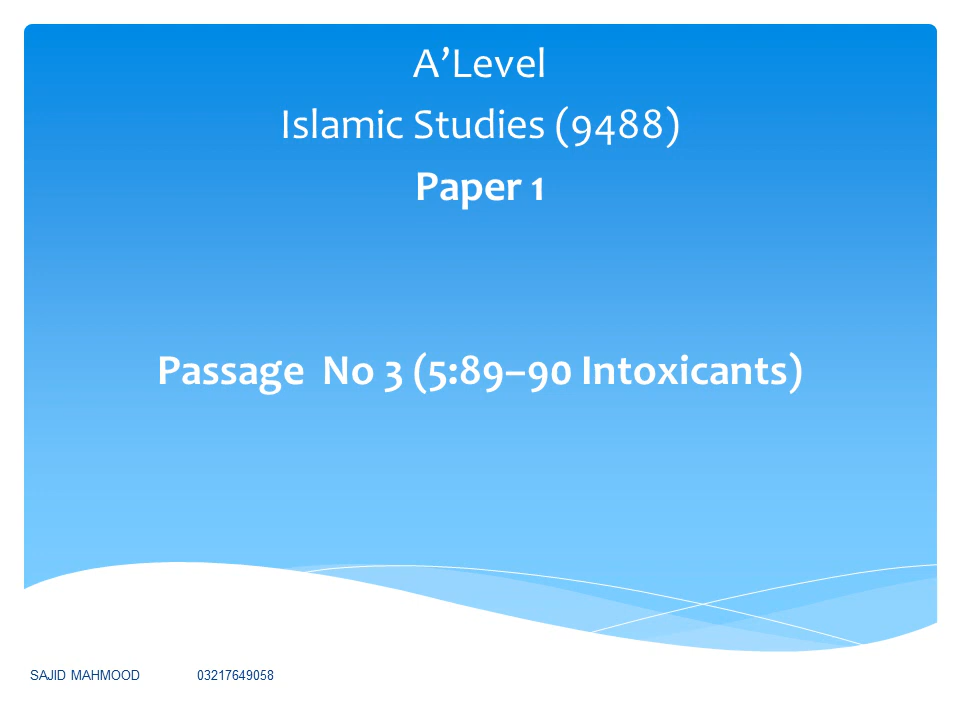 A’Level
Islamic Studies (9488)
Paper 1
Passage No 3 (5:89–90 Intoxicants)
SAJID MAHMOOD 03217649058